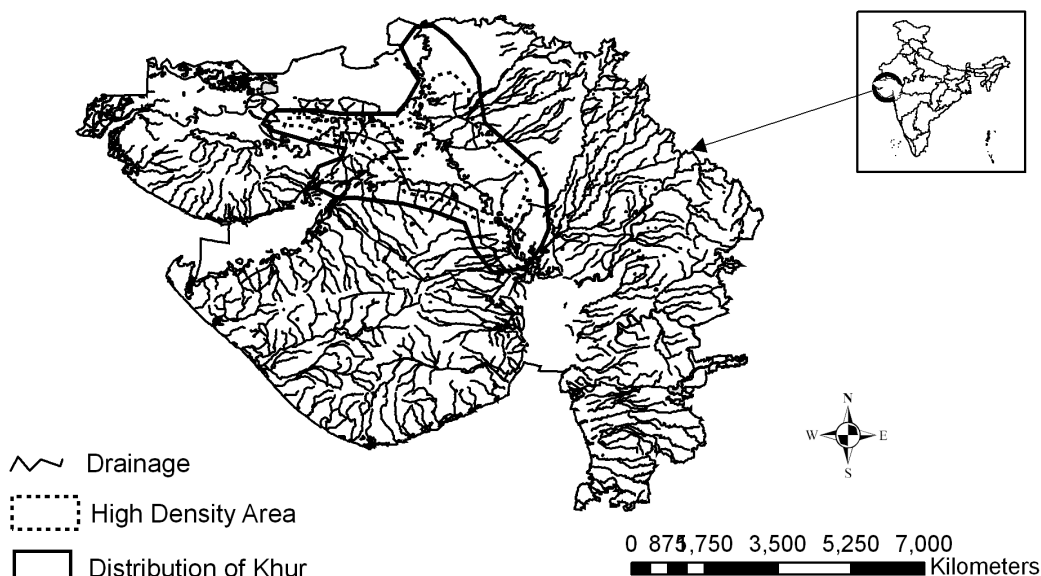 N
W E
S
Drainage
High Density Area
Distribution of Khur
0 875 1,750 3,500 5,250 7,000
Kilometers